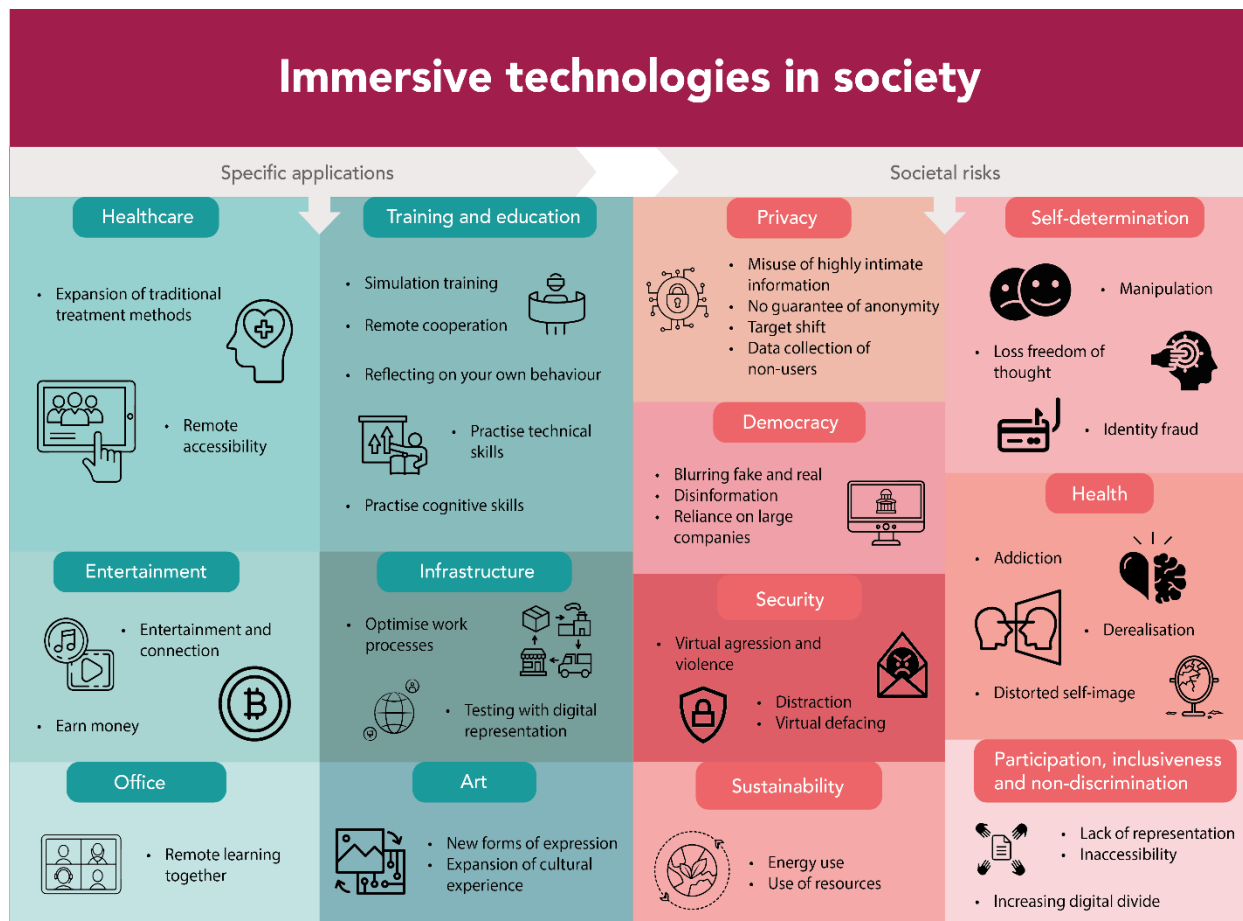 Immersive technologies in society
Specific applications
Societal risks
Healthcare
• Expansion of traditional
treatment methods
• Remote
accessibility
Training and education
• Simulation training
• Remote cooperation
• Reflecting on your own behaviour
• Practise technical
skills
• Practise cognitive skills
Entertainment
• Entertainment and
connection
• Earn money
Infrastructure
• Optimise work
processes
• Testing with digital
representation
Office
• Remote learning
together
Art
• New forms of expression
• Expansion of cultural
experience
Privacy
• Misuse of highly intimate
information
• No guarantee of anonymity
• Target shift
• Data collection of
non-users
Self-determination
• Manipulation
• Loss freedom of
thought
• Identity fraud
Democracy
• Blurring fake and real
• Disinformation
• Reliance on large
companies
Health
• Addiction
• Derealisation
• Distorted self-image
Security
• Virtual agression and
violence
• Distraction
• Virtual defacing
Sustainability
• Energy use
• Use of resources
Participation, inclusiveness
and non-discrimination
• Lack of representation
• Inaccessibility
• Increasing digital divide